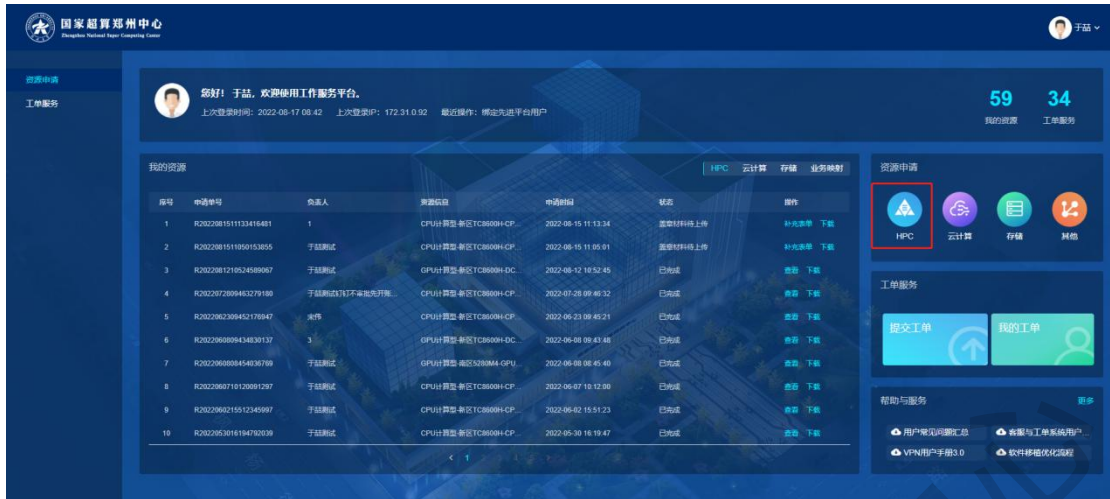 国家超算郑州中心
Zhengzhou National Super Computing Center
于喆
资源申请
工单服务
您好！于喆，欢迎使用工作服务平台。
上次登录时间：2022-08-17 08:42 上次登录IP：172.31.0.92 最近操作：绑定先进平台用户
59 34
我的资源 工单服务
我的资源
HPC 云计算 存储 业务映射
序号 申请单号 负责人 资源信息 申请时间 状态 操作
1 R2022081511133416481 1 CPU计算型-新区TC8600H-CP... 2022-08-15 11:13:34 盖章材料待上传 补充表单 下载
2 R2022081511050153855 于喆测试 CPU计算型-新区TC8600H-CP... 2022-08-15 11:05:01 盖章材料待上传 补充表单 下载
3 R2022081210524589067 于喆测试 GPU计算型-新区TC8600H-DC... 2022-08-12 10:52:45 已完成 查看 下载
4 R2022072809463279180 于喆测试钉钉不审批先开账... CPU计算型-新区TC8600H-CP... 2022-07-28 09:46:32 已完成 查看 下载
5 R2022062309452176947 宋伟 CPU计算型-新区TC8600H-CP... 2022-06-23 09:45:21 已完成 查看 下载
6 R2022060809434830137 3 GPU计算型-新区TC8600H-DC... 2022-06-08 09:43:48 已完成 查看 下载
7 R2022060808454036769 于喆测试 GPU计算型-南区5280M4-GPU... 2022-06-08 08:45:40 已完成 查看 下载
8 R2022060710120091297 于喆测试 CPU计算型-新区TC8600H-CP... 2022-06-07 10:12:00 已完成 查看 下载
9 R2022060215512345997 于喆测试 CPU计算型-新区TC8600H-CP... 2022-06-02 15:51:23 已完成 查看 下载
10 R2022053016194792039 于喆测试 CPU计算型-新区TC8600H-CP... 2022-05-30 16:19:47 已完成 查看 下载
< 1
资源申请
HPC 云计算 存储 其他
工单服务
提交工单 我的工单
帮助与服务 更多
用户常见问题汇总 客服与工单系统用户...
VPN用户手册3.0 软件移植优化流程